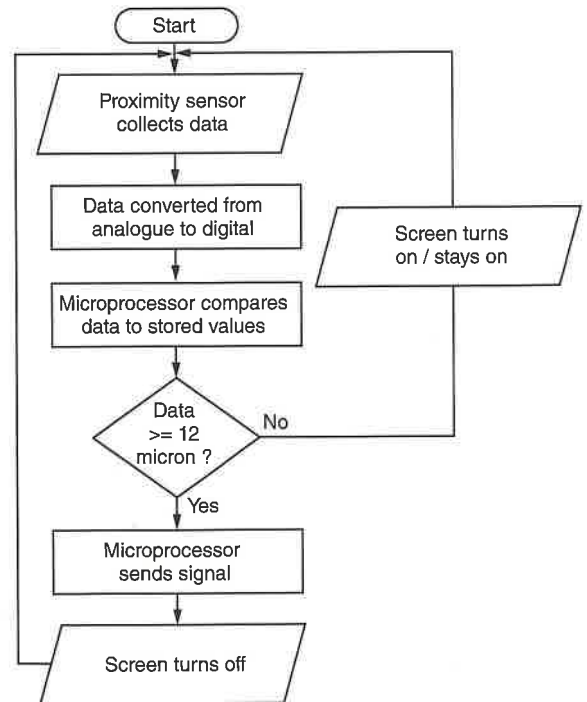 Start
Proximity sensor
collects data
Data converted from
analogue to digital
Screen turns
on / stays on
Microprocessor compares
data to stored values
Data
>= 12
micron ?
No
Yes
Microprocessor
sends signal
Screen turns off